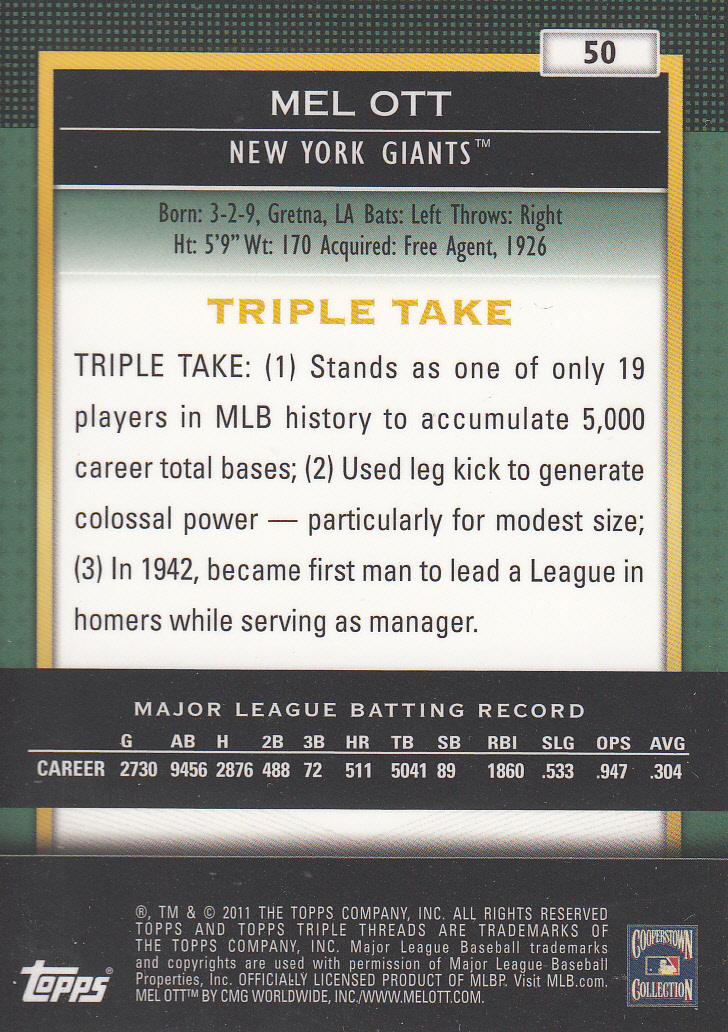 50
MEL OTT
NEW YORK GIANTS™
Born: 3-2-9, Gretna, LA Bats: Left Throws: Right
Ht: 5'9" Wt: 170 Acquired: Free Agent, 1926
TRIPLE TAKE
TRIPLE TAKE: (1) Stands as one of only 19
players in MLB history to accumulate 5,000
career total bases; (2) Used leg kick to generate
colossal power — particularly for modest size;
(3) In 1942, became first man to lead a League in
homers while serving as manager.
MAJOR LEAGUE BATTING RECORD
G AB H 2B 3B HR TB SB RBI SLG OPS AVG
CAREER 2730 9456 2876 488 72 511 5041 89 1860 .533 .947 .304
®, TM & © 2011 THE TOPPS COMPANY, INC. ALL RIGHTS RESERVED
TOPPS AND TOPPS TRIPLE THREADS ARE TRADEMARKS OF
THE TOPPS COMPANY, INC. Major League Baseball trademarks
and copyrights are used with permission of Major League Baseball
Properties, Inc. OFFICIALLY LICENSED PRODUCT OF MLBP. Visit MLB.com.
MEL OTT™ BY CMG WORLDWIDE, INC./WWW.MELOTT.COM.
topps®
COOPERSTOWN
COLLECTION